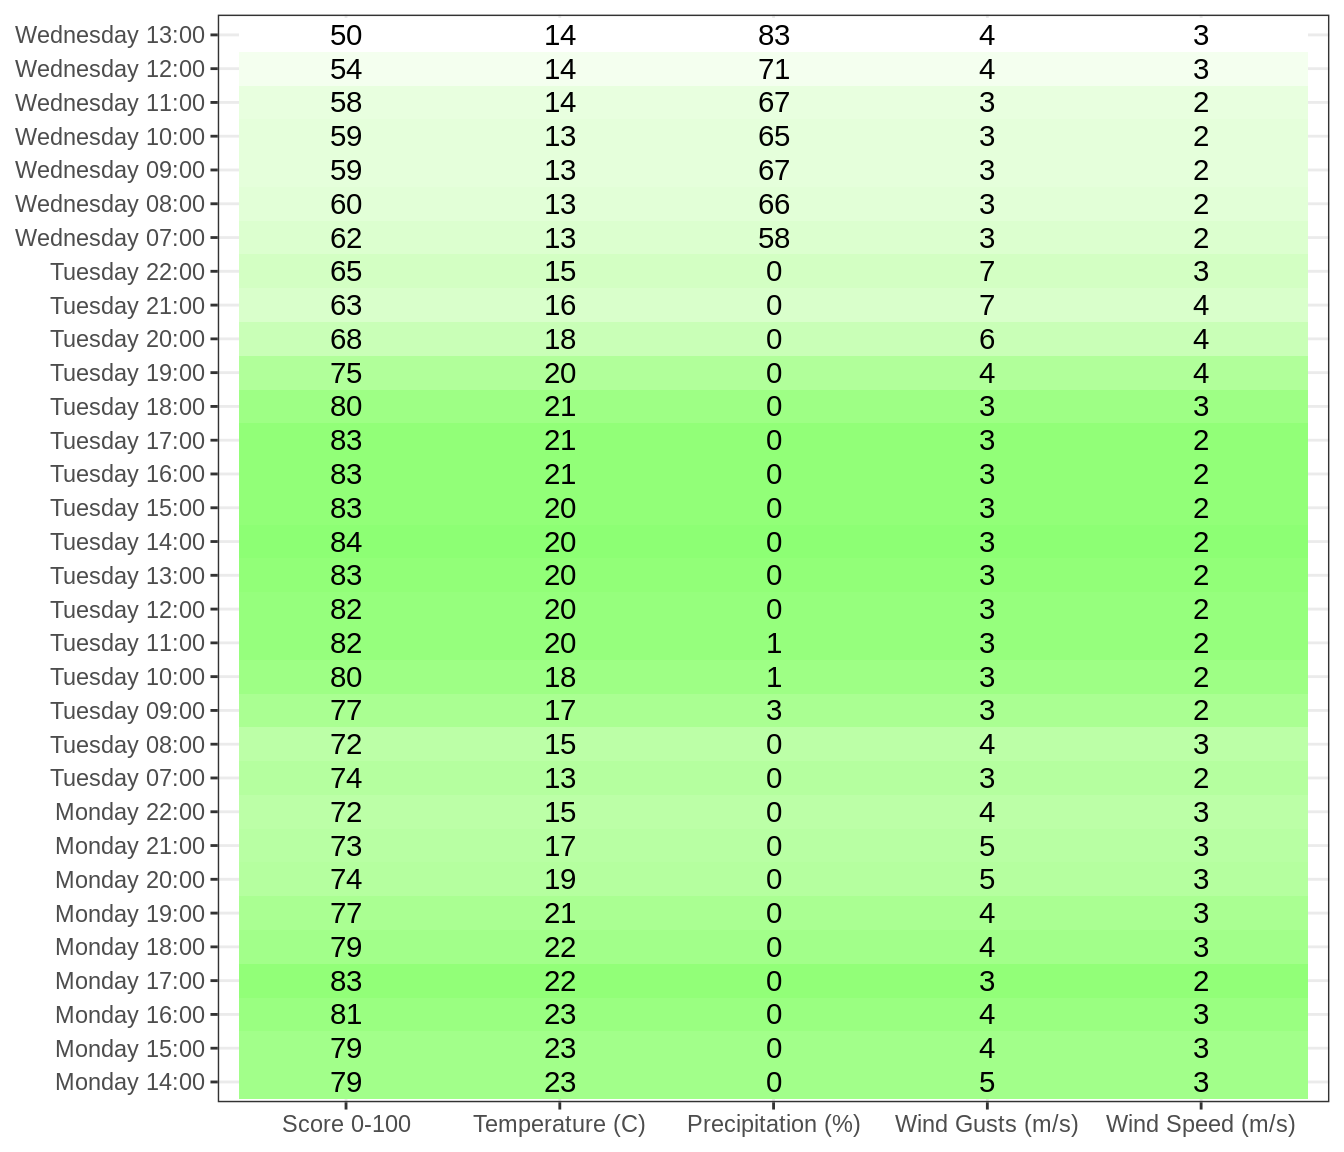 Wednesday 13:00 50 14 83 4 3
Wednesday 12:00 54 14 71 4 3
Wednesday 11:00 58 14 67 3 2
Wednesday 10:00 59 13 65 3 2
Wednesday 09:00 59 13 67 3 2
Wednesday 08:00 60 13 66 3 2
Wednesday 07:00 62 13 58 3 2
Tuesday 22:00 65 15 0 7 3
Tuesday 21:00 63 16 0 7 4
Tuesday 20:00 68 18 0 6 4
Tuesday 19:00 75 20 0 4 4
Tuesday 18:00 80 21 0 3 3
Tuesday 17:00 83 21 0 3 2
Tuesday 16:00 83 21 0 3 2
Tuesday 15:00 83 20 0 3 2
Tuesday 14:00 84 20 0 3 2
Tuesday 13:00 83 20 0 3 2
Tuesday 12:00 82 20 0 3 2
Tuesday 11:00 82 20 1 3 2
Tuesday 10:00 80 18 1 3 2
Tuesday 09:00 77 17 3 3 2
Tuesday 08:00 72 15 0 4 3
Tuesday 07:00 74 13 0 3 2
Monday 22:00 72 15 0 4 3
Monday 21:00 73 17 0 5 3
Monday 20:00 74 19 0 5 3
Monday 19:00 77 21 0 4 3
Monday 18:00 79 22 0 4 3
Monday 17:00 83 22 0 3 2
Monday 16:00 81 23 0 4 3
Monday 15:00 79 23 0 4 3
Monday 14:00 79 23 0 5 3
Score 0-100 Temperature (C) Precipitation (%) Wind Gusts (m/s) Wind Speed (m/s)